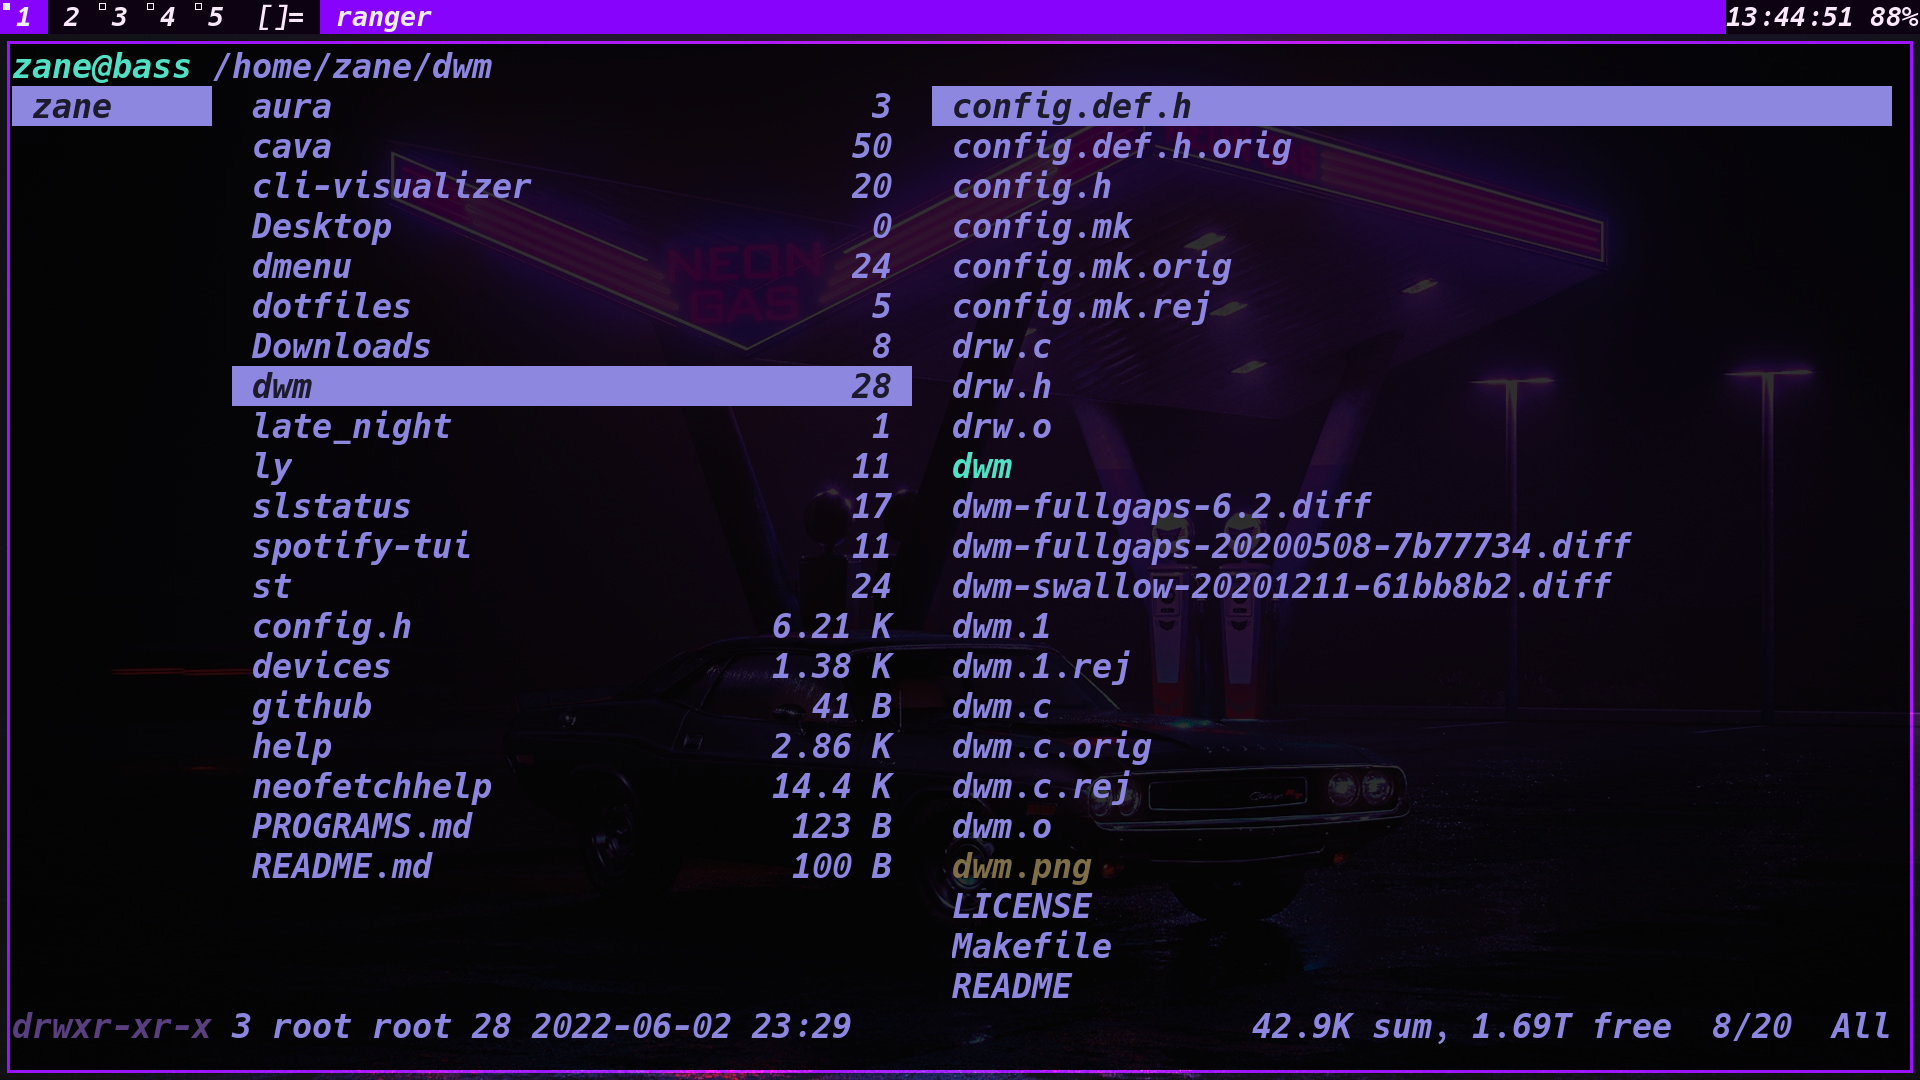 1 2 3 4 5 []= ranger 13:44:51 88%
zane@bass /home/zane/dwm
zane aura 3 config.def.h
cava 50 config.def.h.orig
cli-visualizer 20 config.h
Desktop 0 config.mk
dmenu 24 config.mk.orig
dotfiles 5 config.mk.rej
Downloads 8 drw.c
dwm 28 drw.h
late_night 1 drw.o
ly 11 dwm
slstatus 17 dwm-fullgaps-6.2.diff
spotify-tui 11 dwm-fullgaps-20200508-7b77734.diff
st 24 dwm-swallow-20201211-61bb8b2.diff
config.h 6.21 K dwm.1
devices 1.38 K dwm.1.rej
github 41 B dwm.c
help 2.86 K dwm.c.orig
neofetchhelp 14.4 K dwm.c.rej
PROGRAMS.md 123 B dwm.o
README.md 100 B dwm.png
LICENSE
Makefile
README
drwxr-xr-x 3 root root 28 2022-06-02 23:29 42.9K sum, 1.69T free 8/20 All
NEON
GAS